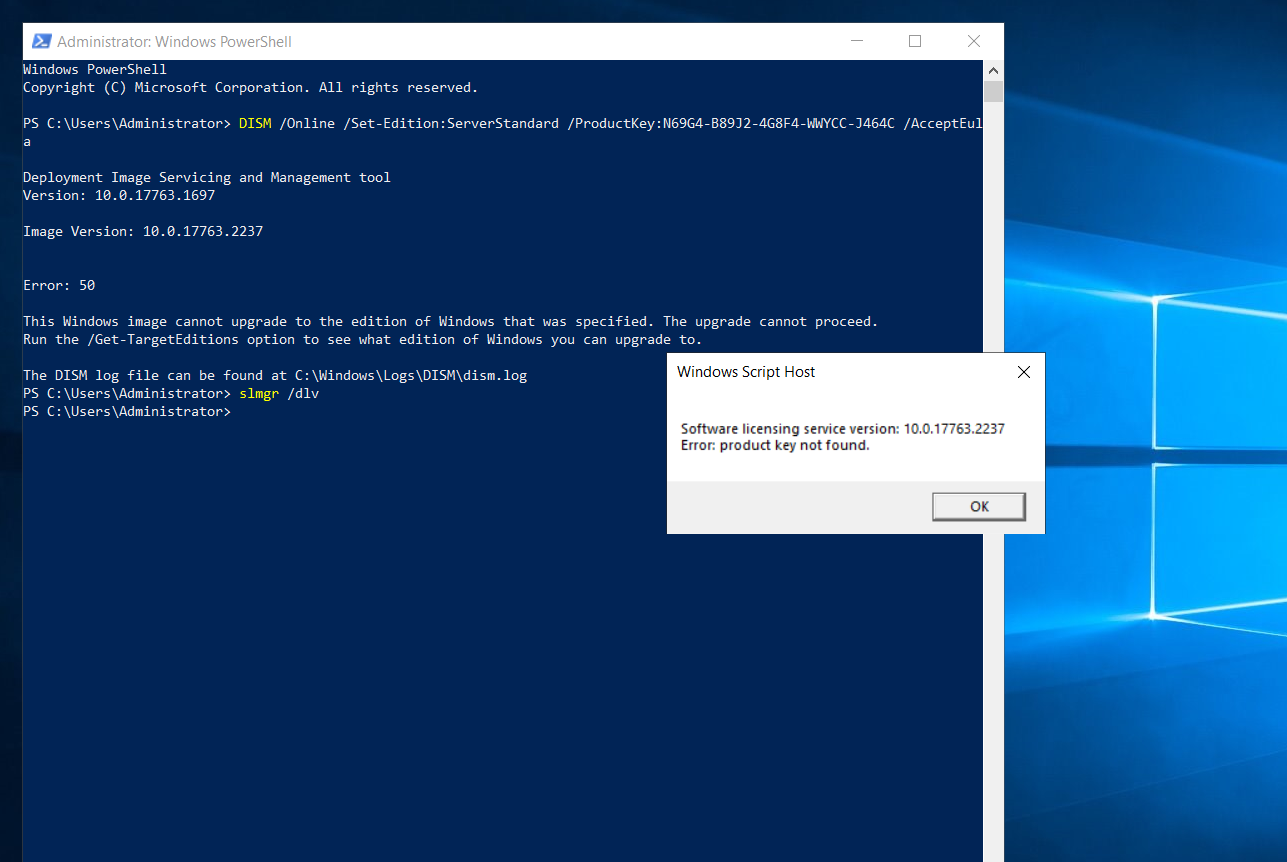 Administrator: Windows PowerShell
Windows PowerShell
Copyright (C) Microsoft Corporation. All rights reserved.
PS C:\Users\Administrator> DISM /Online /Set-Edition:ServerStandard /ProductKey:N69G4-B89J2-4G8F4-WWYCC-J464C /AcceptEul
a
Deployment Image Servicing and Management tool
Version: 10.0.17763.1697
Image Version: 10.0.17763.2237
Error: 50
This Windows image cannot upgrade to the edition of Windows that was specified. The upgrade cannot proceed.
Run the /Get-TargetEditions option to see what edition of Windows you can upgrade to.
The DISM log file can be found at C:\Windows\Logs\DISM\dism.log
PS C:\Users\Administrator> slmgr /dlv
PS C:\Users\Administrator>
Windows Script Host
Software licensing service version: 10.0.17763.2237
Error: product key not found.
OK